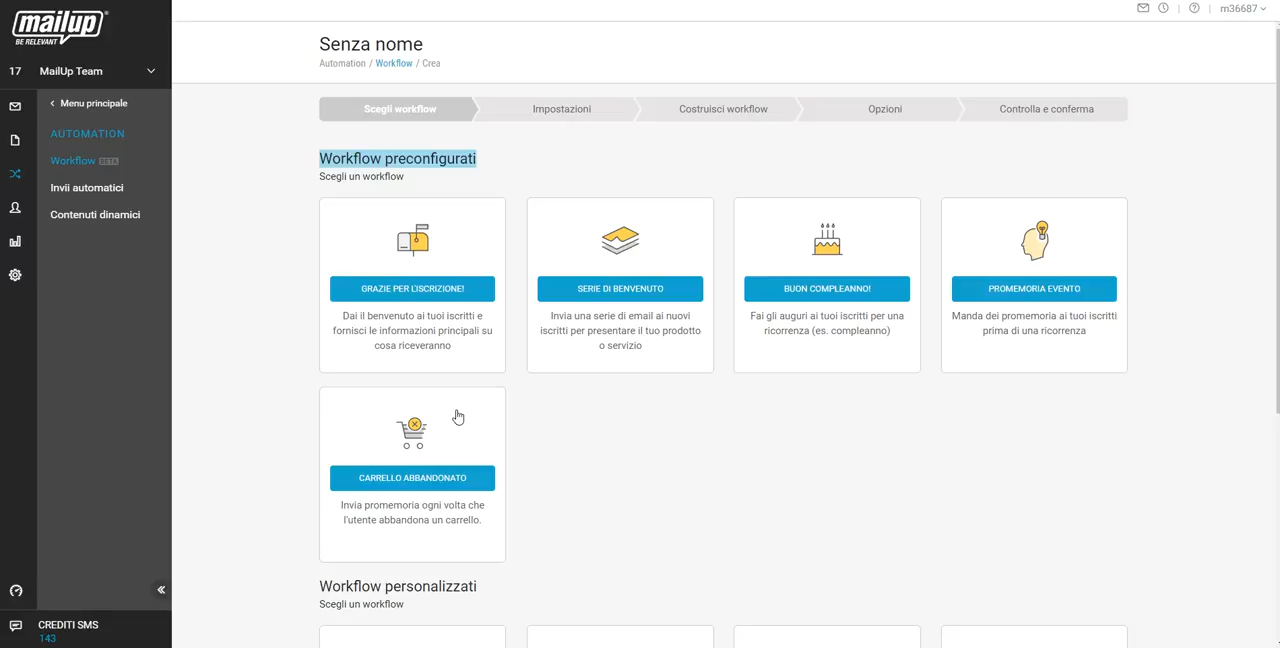 mailup
BE RELEVANT
m36687
17 MailUp Team
Menu principale
AUTOMATION
Workflow BETA
Invii automatici
Contenuti dinamici
CREDITI SMS
143
Senza nome
Automation / Workflow / Crea
Scegli workflow
Impostazioni
Costruisci workflow
Opzioni
Controlla e conferma
Workflow preconfigurati
Scegli un workflow
GRAZIE PER L'ISCRIZIONE!
Dai il benvenuto ai tuoi iscritti e
fornisci le informazioni principali su
cosa riceveranno
SERIE DI BENVENUTO
Invia una serie di email ai nuovi
iscritti per presentare il tuo prodotto
o servizio
BUON COMPLEANNO!
Fai gli auguri ai tuoi iscritti per una
ricorrenza (es. compleanno)
PROMEMORIA EVENTO
Manda dei promemoria ai tuoi iscritti
prima di una ricorrenza
CARRELLO ABBANDONATO
Invia promemoria ogni volta che
l'utente abbandona un carrello.
Workflow personalizzati
Scegli un workflow